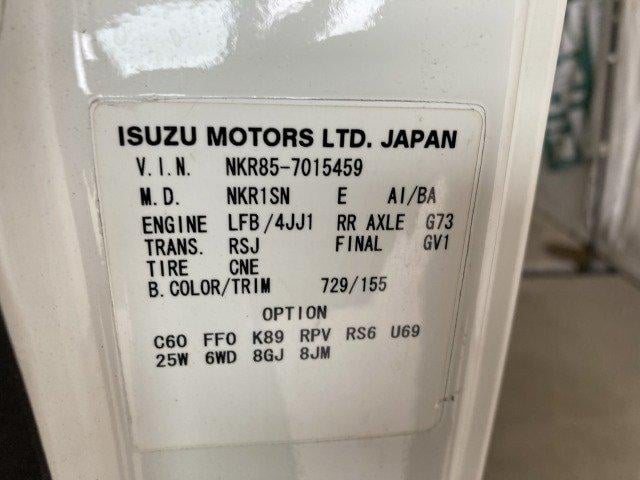 ISUZU MOTORS LTD. JAPAN
V.I.N. NKR85-7015459
M.D. NKR1SN E AI/BA
ENGINE LFB/4JJ1 RR AXLE G73
TRANS. RSJ FINAL GV1
TIRE CNE
B.COLOR/TRIM 729/155
OPTION
C60 FF0 K89 RPV RS6 U69
25W 6WD 8GJ 8JM